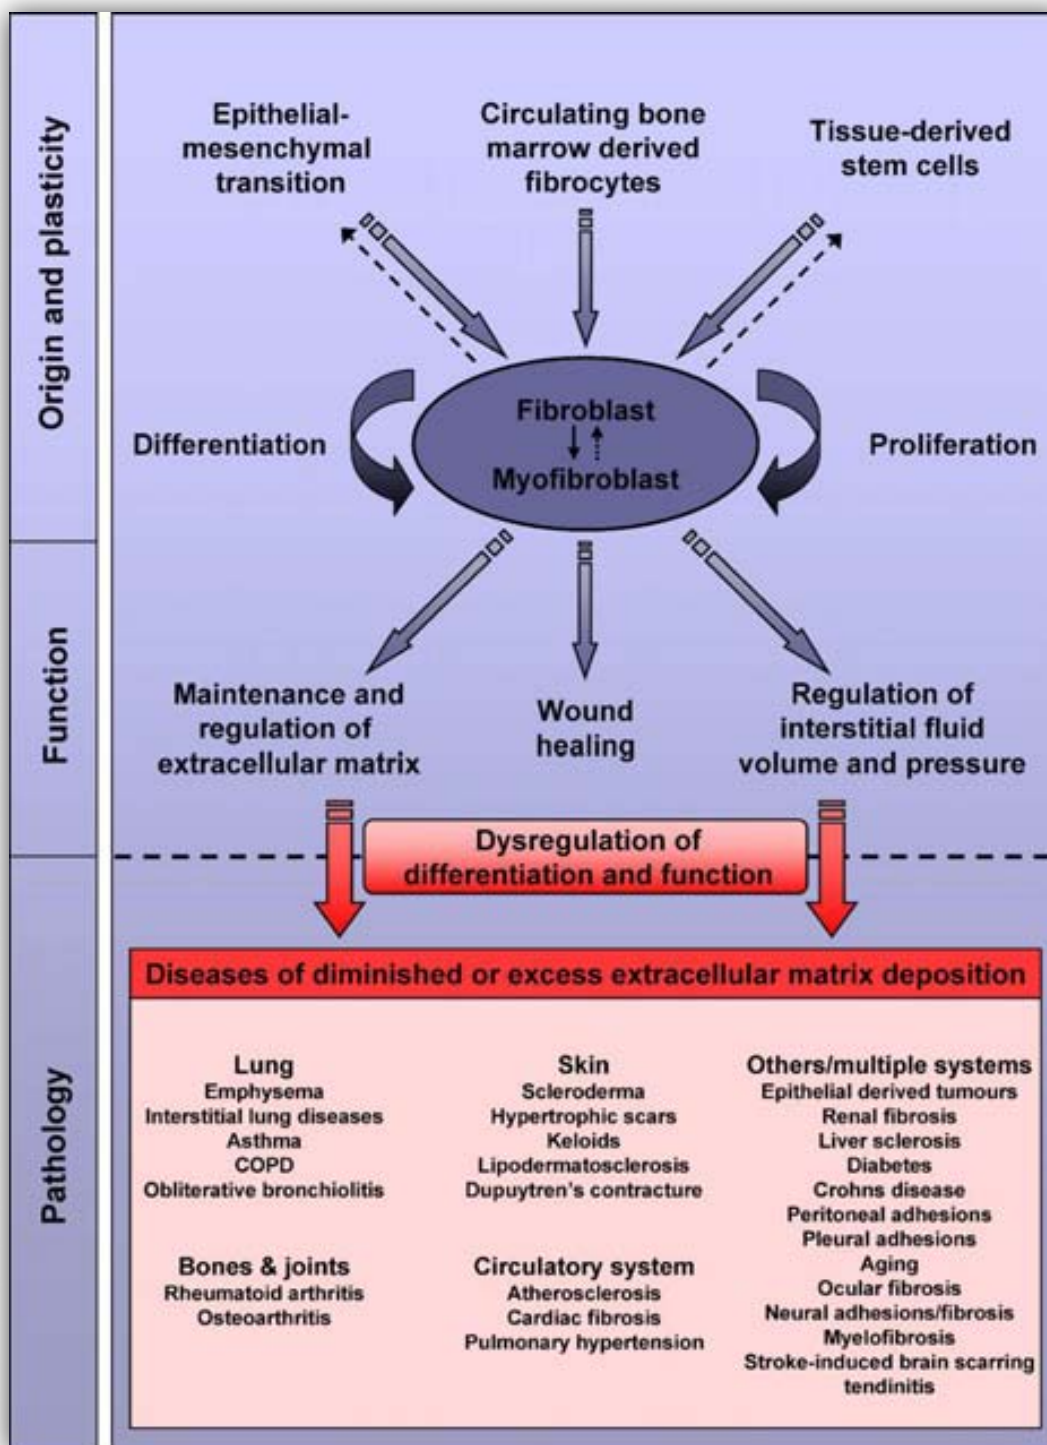 Origin and plasticity
Epithelial-
mesenchymal
transition
Circulating bone
marrow derived
fibrocytes
Tissue-derived
stem cells
Differentiation
Fibroblast
Myofibroblast
Proliferation
Function
Maintenance and
regulation of
extracellular matrix
Wound
healing
Regulation of
interstitial fluid
volume and pressure
Dysregulation of
differentiation and function
Pathology
Diseases of diminished or excess extracellular matrix deposition
Lung
Emphysema
Interstitial lung diseases
Asthma
COPD
Obliterative bronchiolitis
Bones & joints
Rheumatoid arthritis
Osteoarthritis
Skin
Scleroderma
Hypertrophic scars
Keloids
Lipodermatosclerosis
Dupuytren's contracture
Circulatory system
Atherosclerosis
Cardiac fibrosis
Pulmonary hypertension
Others/multiple systems
Epithelial derived tumours
Renal fibrosis
Liver sclerosis
Diabetes
Crohns disease
Peritoneal adhesions
Pleural adhesions
Aging
Ocular fibrosis
Neural adhesions/fibrosis
Myelofibrosis
Stroke-induced brain scarring
tendinitis